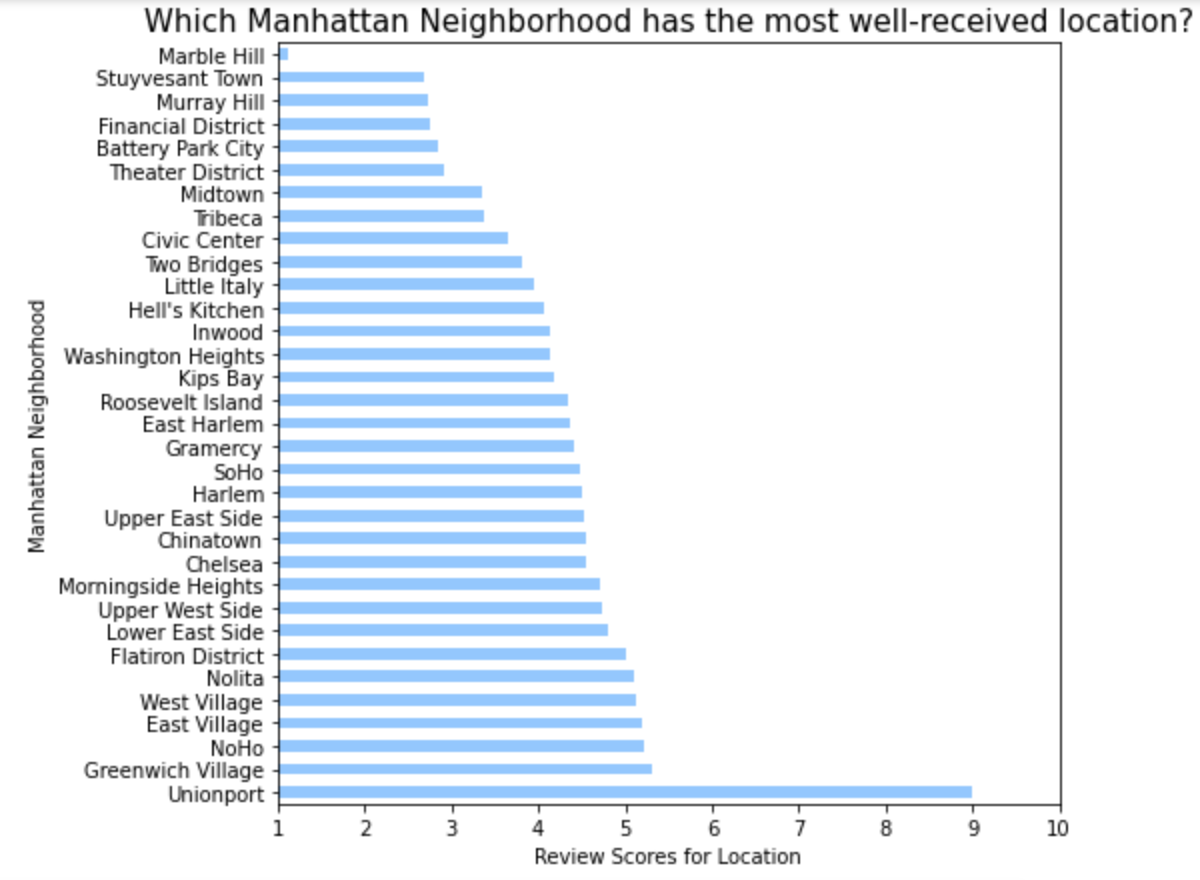 Which Manhattan Neighborhood has the most well-received location?
Marble Hill
Stuyvesant Town
Murray Hill
Financial District
Battery Park City
Theater District
Midtown
Tribeca
Civic Center
Two Bridges
Little Italy
Hell's Kitchen
Inwood
Washington Heights
Kips Bay
Roosevelt Island
East Harlem
Gramercy
SoHo
Harlem
Upper East Side
Chinatown
Chelsea
Morningside Heights
Upper West Side
Lower East Side
Flatiron District
Nolita
West Village
East Village
NoHo
Greenwich Village
Unionport
Manhattan Neighborhood
1 2 3 4 5 6 7 8 9 10
Review Scores for Location